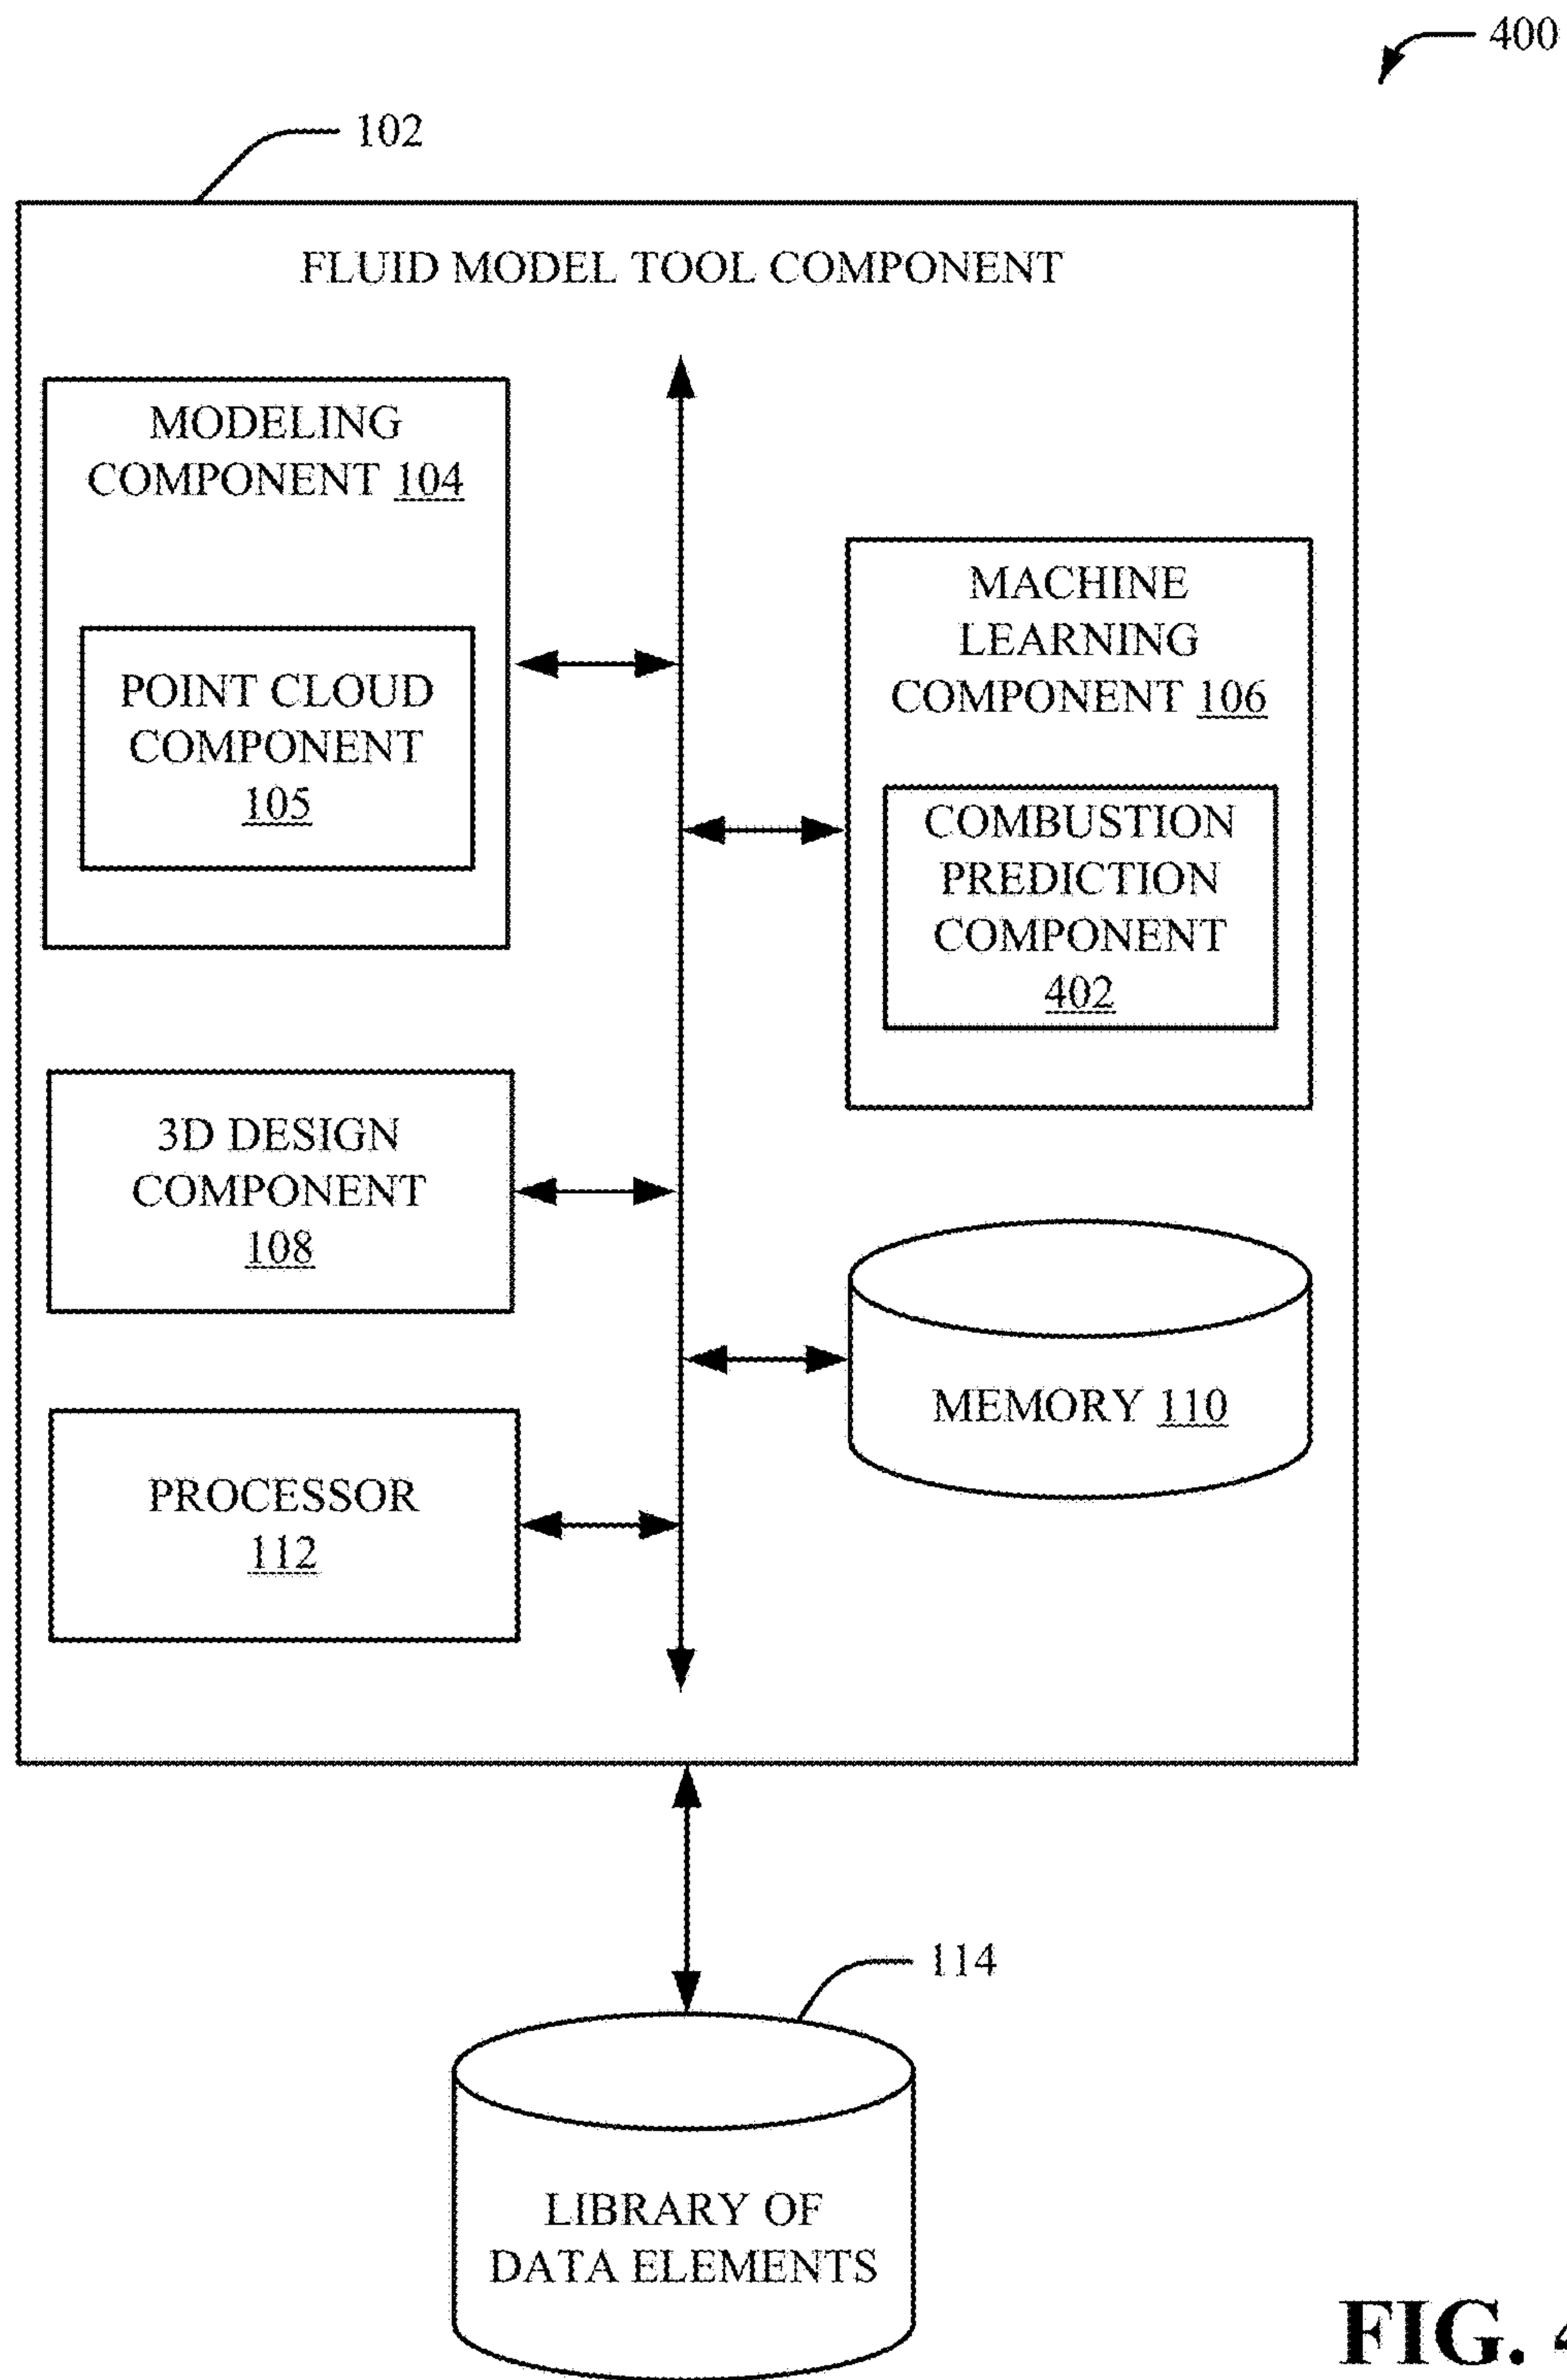 400
102
FLUID MODEL TOOL COMPONENT
MODELING
COMPONENT 104
POINT CLOUD
COMPONENT
105
MACHINE
LEARNING
COMPONENT 106
COMBUSTION
PREDICTION
COMPONENT
402
3D DESIGN
COMPONENT
108
MEMORY 110
PROCESSOR
112
114
LIBRARY OF
DATA ELEMENTS
FIG. 4